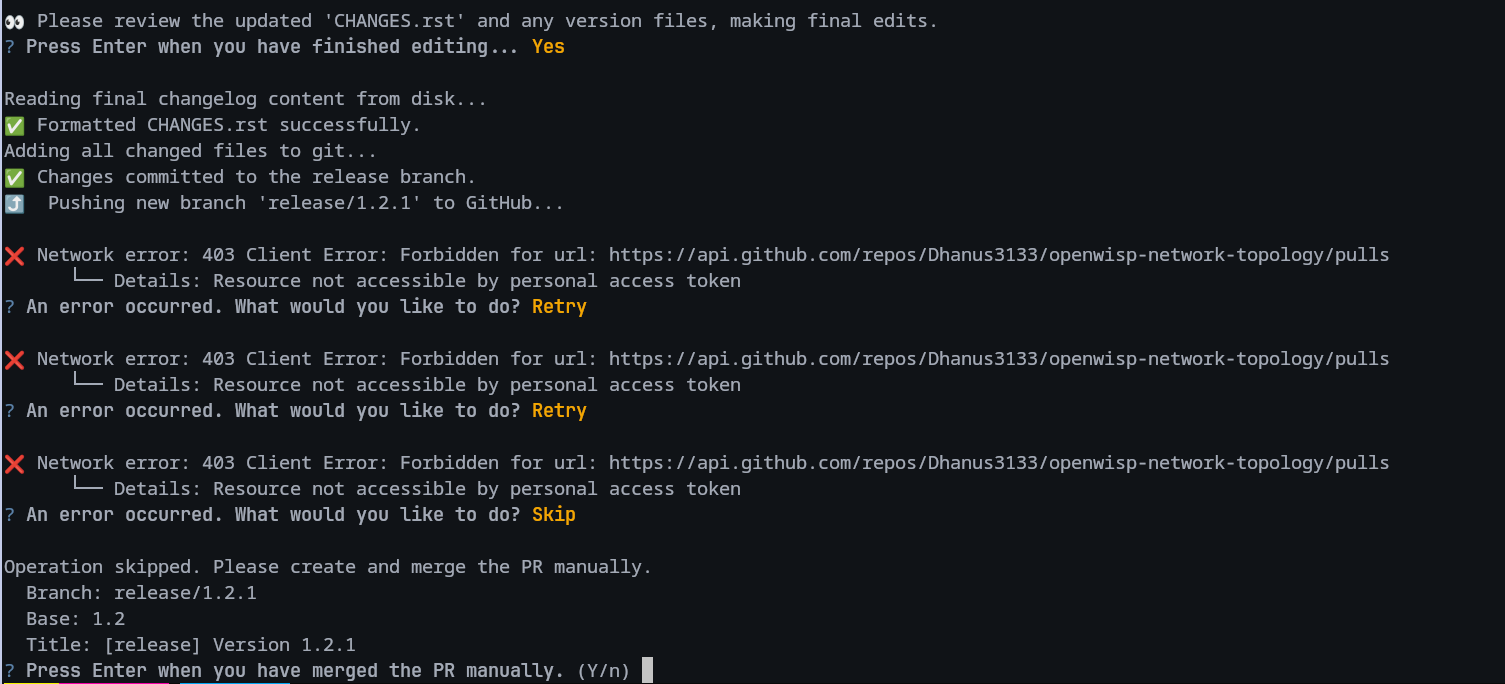 👀 Please review the updated 'CHANGES.rst' and any version files, making final edits.
? Press Enter when you have finished editing... Yes
Reading final changelog content from disk...
✅ Formatted CHANGES.rst successfully.
Adding all changed files to git...
✅ Changes committed to the release branch.
⤴️ Pushing new branch 'release/1.2.1' to GitHub...
❌ Network error: 403 Client Error: Forbidden for url: https://api.github.com/repos/Dhanus3133/openwisp-network-topology/pulls
└── Details: Resource not accessible by personal access token
? An error occurred. What would you like to do? Retry
❌ Network error: 403 Client Error: Forbidden for url: https://api.github.com/repos/Dhanus3133/openwisp-network-topology/pulls
└── Details: Resource not accessible by personal access token
? An error occurred. What would you like to do? Retry
❌ Network error: 403 Client Error: Forbidden for url: https://api.github.com/repos/Dhanus3133/openwisp-network-topology/pulls
└── Details: Resource not accessible by personal access token
? An error occurred. What would you like to do? Skip
Operation skipped. Please create and merge the PR manually.
Branch: release/1.2.1
Base: 1.2
Title: [release] Version 1.2.1
? Press Enter when you have merged the PR manually. (Y/n)